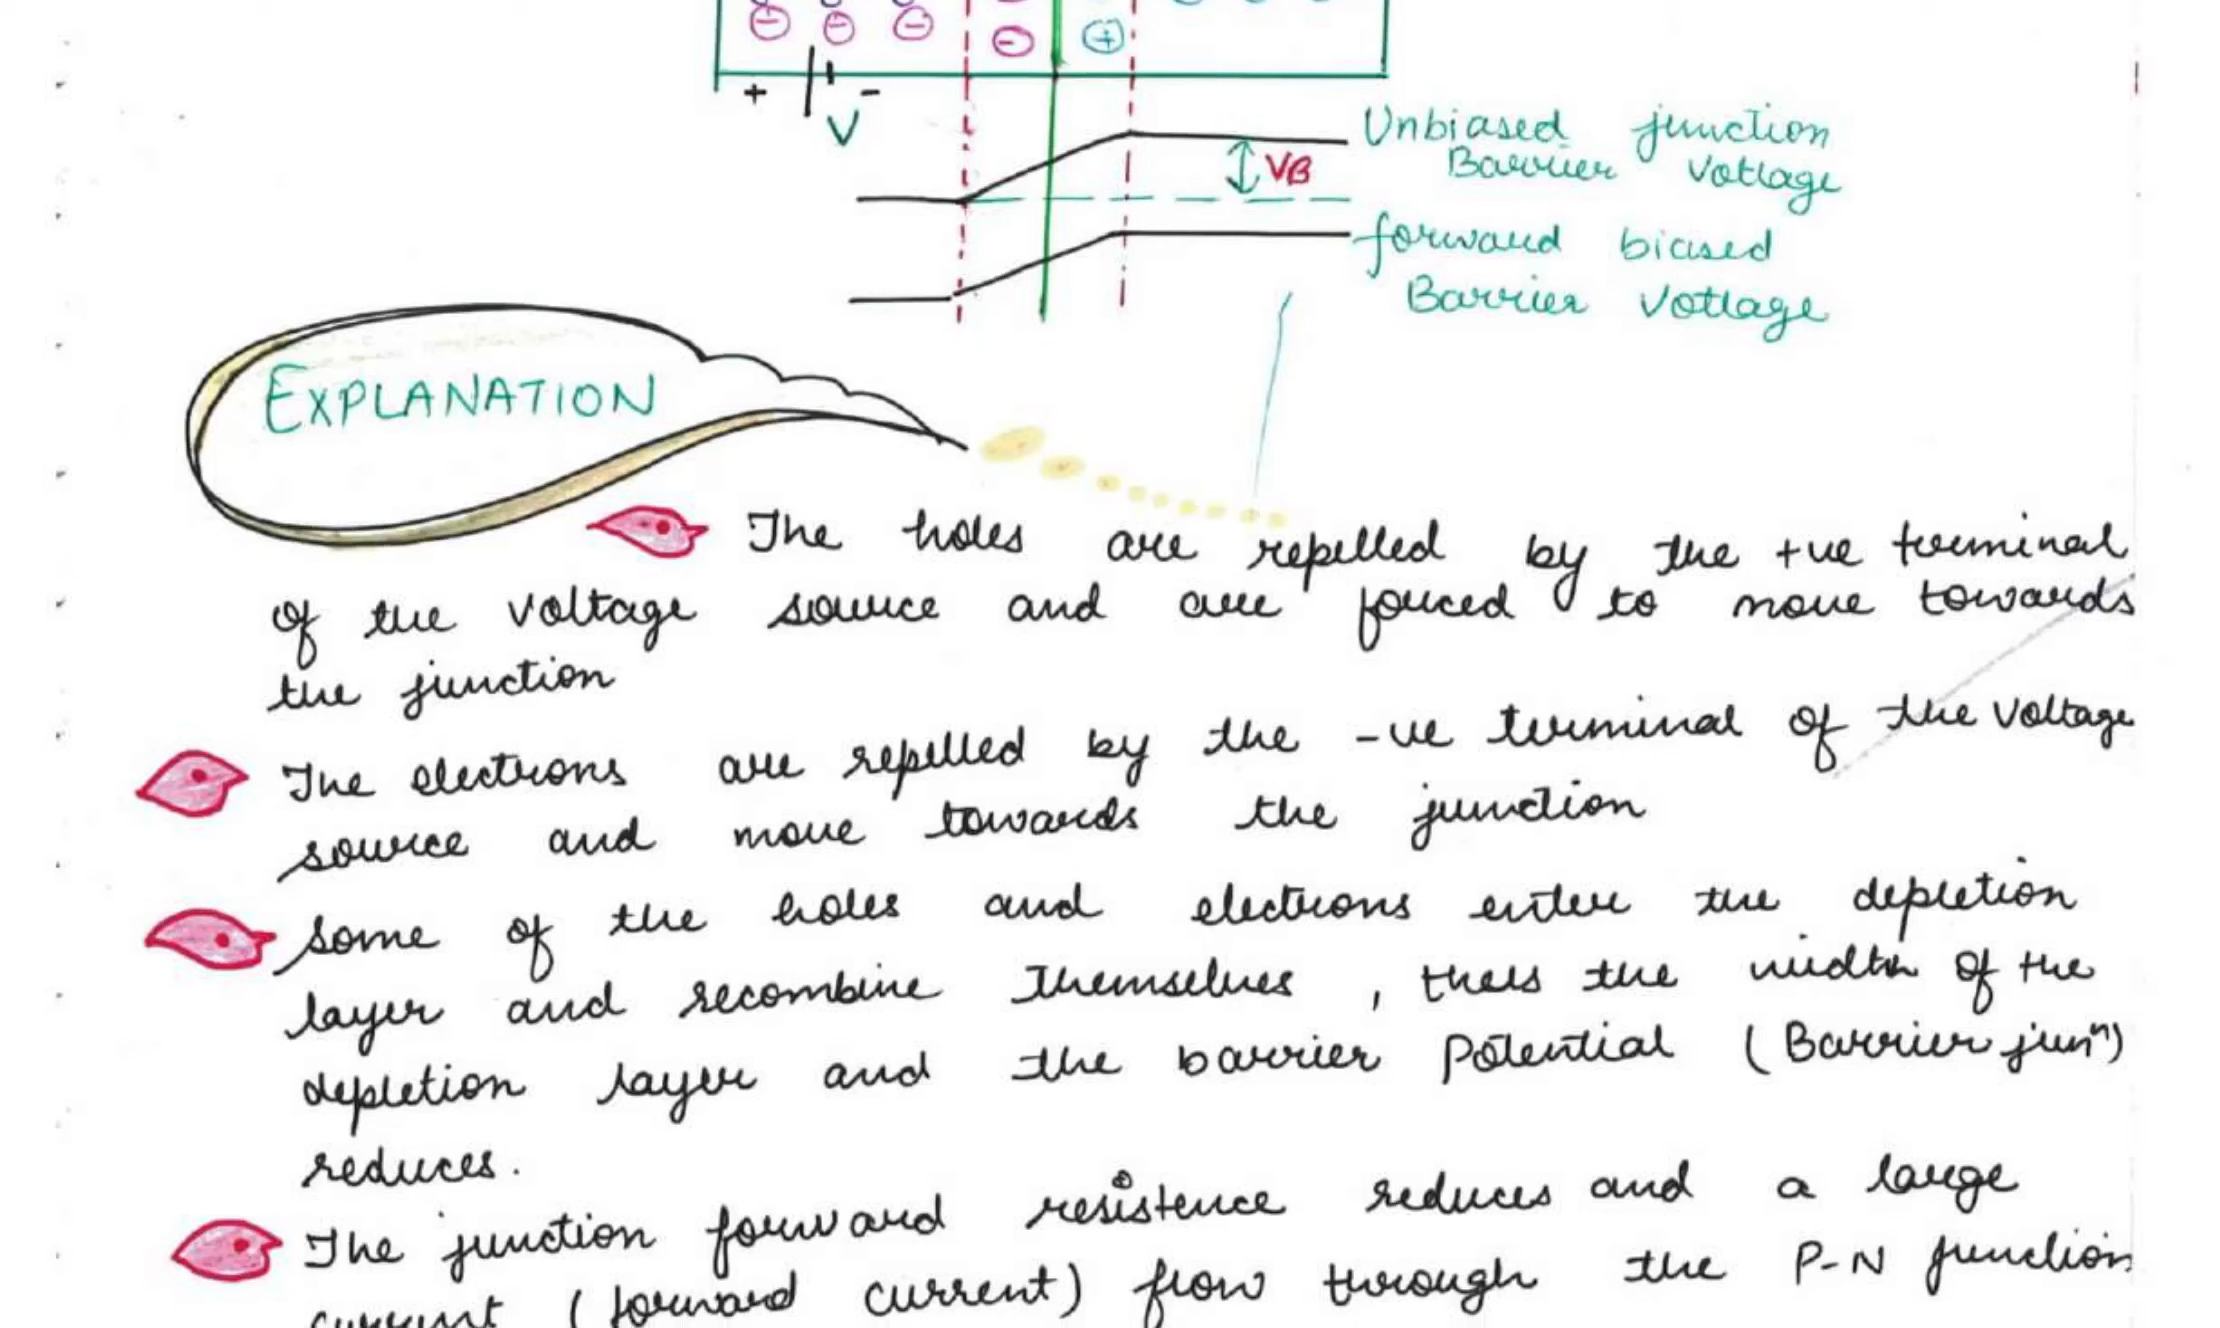 + -
V
Unbiased junction
Barrier Votlage
VB
forward biased
Barrier Votlage
EXPLANATION
The holes are repelled by the +ve terminal
of the voltage source and are forced to move towards
the junction
The electrons are repelled by the -ve terminal of the voltage
source and move towards the junction
Some of the holes and electrons enter the depletion
layer and recombine Themselves , thus the width of the
depletion layer and the barrier Potential (Barrier junⁿ)
reduces.
The junction forward resistence reduces and a large
current (forward current) flow through the P-N junction